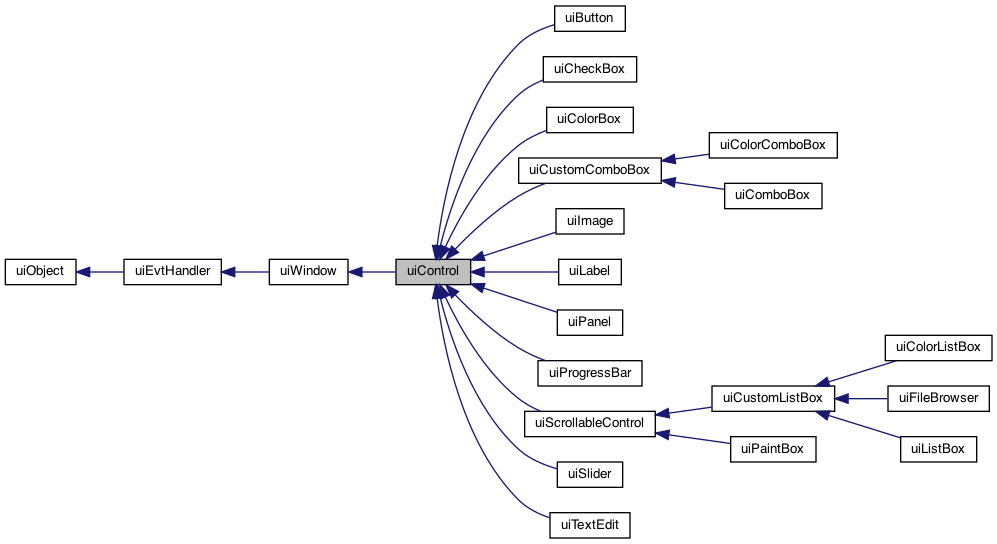 uiButton
uiCheckBox
uiColorBox
uiCustomComboBox
uiColorComboBox
uiComboBox
uiImage
uiObject
uiEvtHandler
uiWindow
uiControl
uiLabel
uiPanel
uiProgressBar
uiScrollableControl
uiCustomListBox
uiColorListBox
uiFileBrowser
uiListBox
uiPaintBox
uiSlider
uiTextEdit